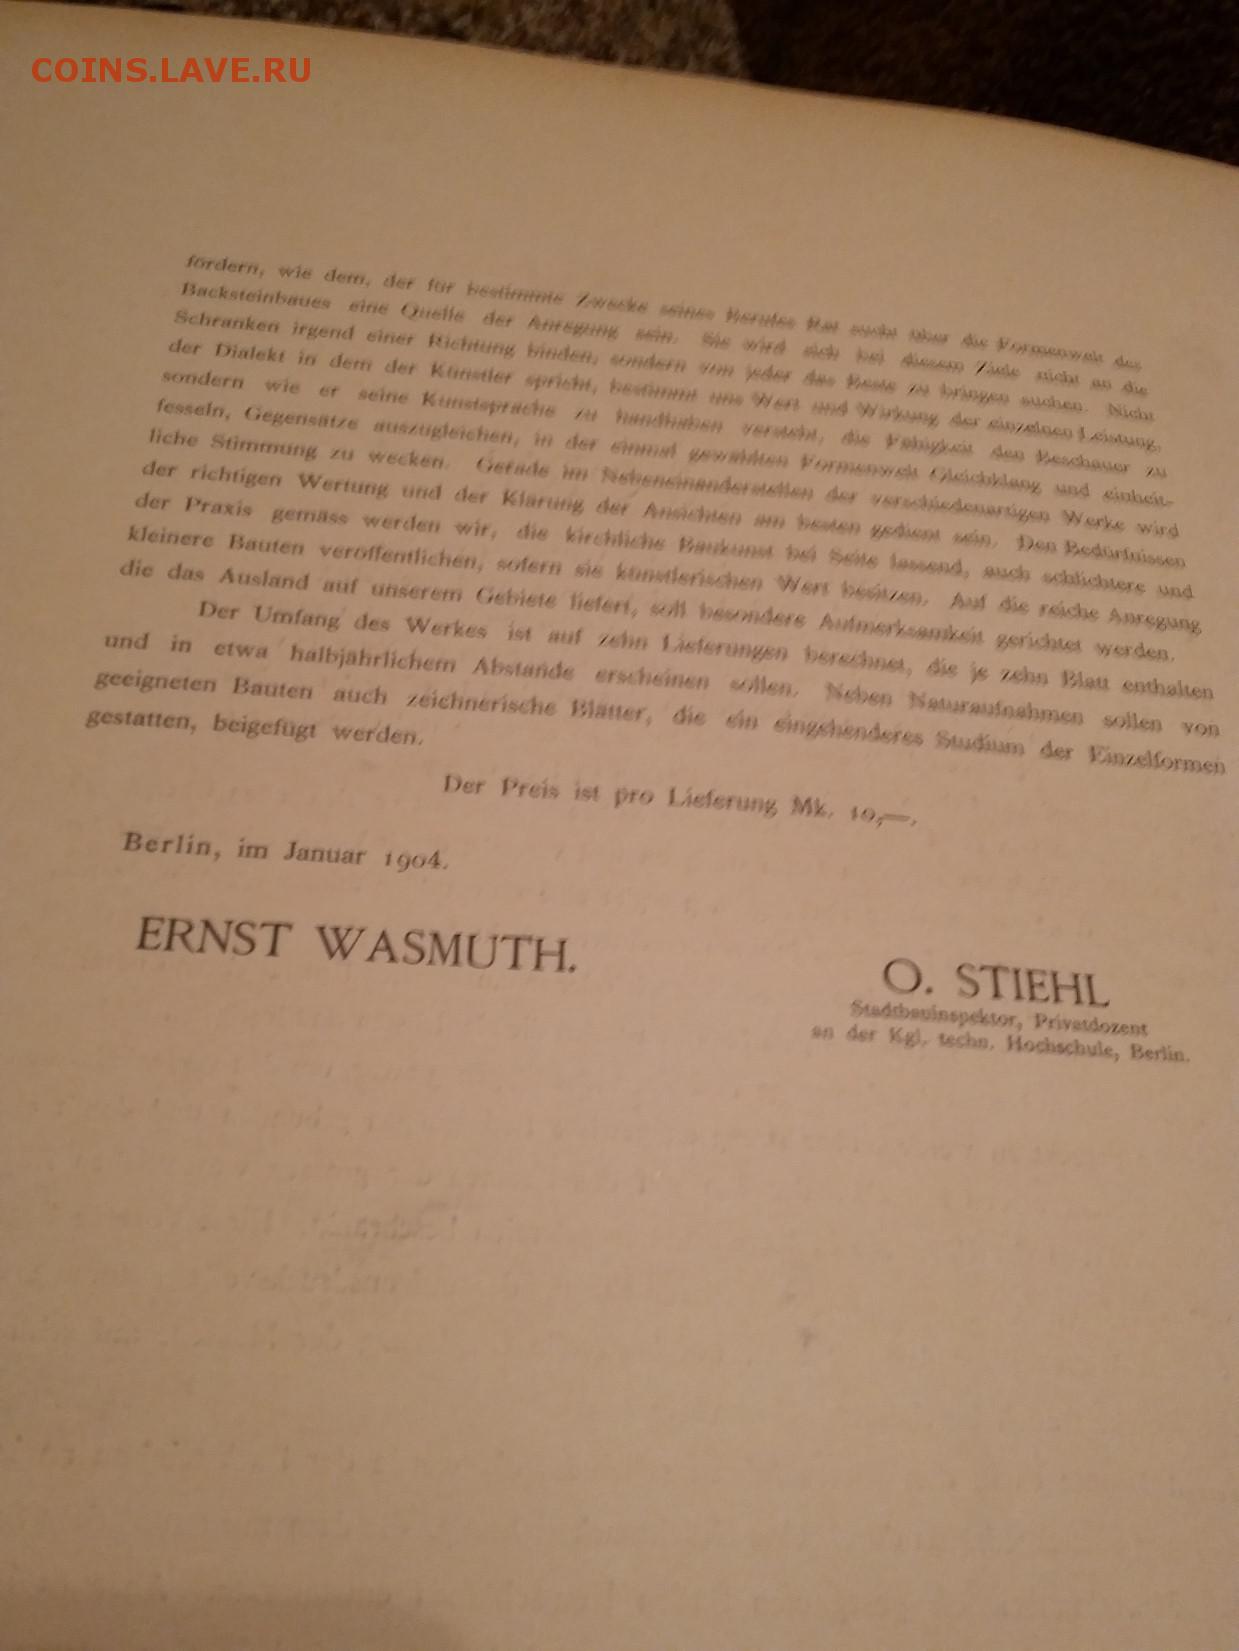 COINS.LAVE.RU
fördern, wie dem, der für bestimmte Zwecke seines Berufes Rat sucht über die Formenwelt des
Backsteinbaues eine Quelle der Anregung sein. Sie wird sich bei diesem Ziele nicht an die
Schranken irgend einer Richtung binden, sondern von jeder das Beste zu bringen suchen. Nicht
der Dialekt in dem der Künstler spricht, bestimmt uns Wert und Wirkung der einzelnen Leistung,
sondern wie er seine Kunstsprache zu handhaben versteht, die Fähigkeit den Beschauer zu
fesseln, Gegensätze auszugleichen, in der einmal gewählten Formenwelt Gleichklang und einheit-
liche Stimmung zu wecken. Gerade im Nebeneinanderstellen der verschiedenartigen Werke wird
der richtigen Wertung und der Klärung der Ansichten am besten gedient sein. Den Bedürfnissen
der Praxis gemäss werden wir, die kirchliche Baukunst bei Seite lassend, auch schlichtere und
kleinere Bauten veröffentlichen, sofern sie künstlerischen Wert besitzen. Auf die reiche Anregung
die das Ausland auf unserem Gebiete liefert, soll besondere Aufmerksamkeit gerichtet werden.
Der Umfang des Werkes ist auf zehn Lieferungen berechnet, die je zehn Blatt enthalten
und in etwa halbjährlichem Abstande erscheinen sollen. Neben Naturaufnahmen sollen von
geeigneten Bauten auch zeichnerische Blätter, die ein eingehenderes Studium der Einzelformen
gestatten, beigefügt werden.
Der Preis ist pro Lieferung Mk. 10,—.
Berlin, im Januar 1904.
ERNST WASMUTH.
O. STIEHL
Stadtbauinspektor, Privatdozent
an der Kgl. techn. Hochschule, Berlin.